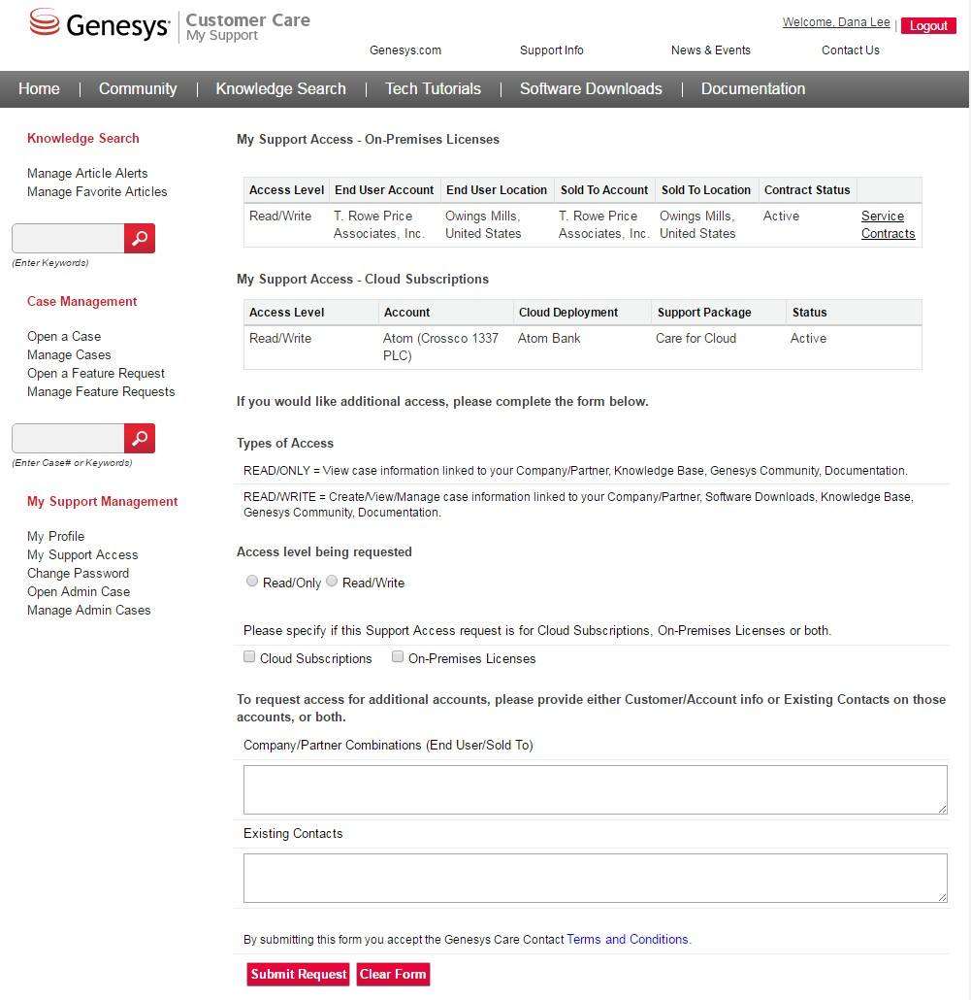 Genesys
Customer Care
My Support
Welcome, Dana Lee | Logout
Genesys.com Support Info News & Events Contact Us
Home | Community | Knowledge Search | Tech Tutorials | Software Downloads | Documentation
Knowledge Search
Manage Article Alerts
Manage Favorite Articles
(Enter Keywords)
Case Management
Open a Case
Manage Cases
Open a Feature Request
Manage Feature Requests
(Enter Case# or Keywords)
My Support Management
My Profile
My Support Access
Change Password
Open Admin Case
Manage Admin Cases
My Support Access - On-Premises Licenses
Access Level End User Account End User Location Sold To Account Sold To Location Contract Status
Read/Write T. Rowe Price Owings Mills, T. Rowe Price Owings Mills, Active Service
Associates, Inc. United States Associates, Inc. United States Contracts
My Support Access - Cloud Subscriptions
Access Level Account Cloud Deployment Support Package Status
Read/Write Atom (Crossco 1337 Atom Bank Care for Cloud Active
PLC)
If you would like additional access, please complete the form below.
Types of Access
READ/ONLY = View case information linked to your Company/Partner, Knowledge Base, Genesys Community, Documentation.
READ/WRITE = Create/View/Manage case information linked to your Company/Partner, Software Downloads, Knowledge Base,
Genesys Community, Documentation.
Access level being requested
Read/Only Read/Write
Please specify if this Support Access request is for Cloud Subscriptions, On-Premises Licenses or both.
Cloud Subscriptions On-Premises Licenses
To request access for additional accounts, please provide either Customer/Account info or Existing Contacts on those
accounts, or both.
Company/Partner Combinations (End User/Sold To)
Existing Contacts
By submitting this form you accept the Genesys Care Contact Terms and Conditions.
Submit Request Clear Form